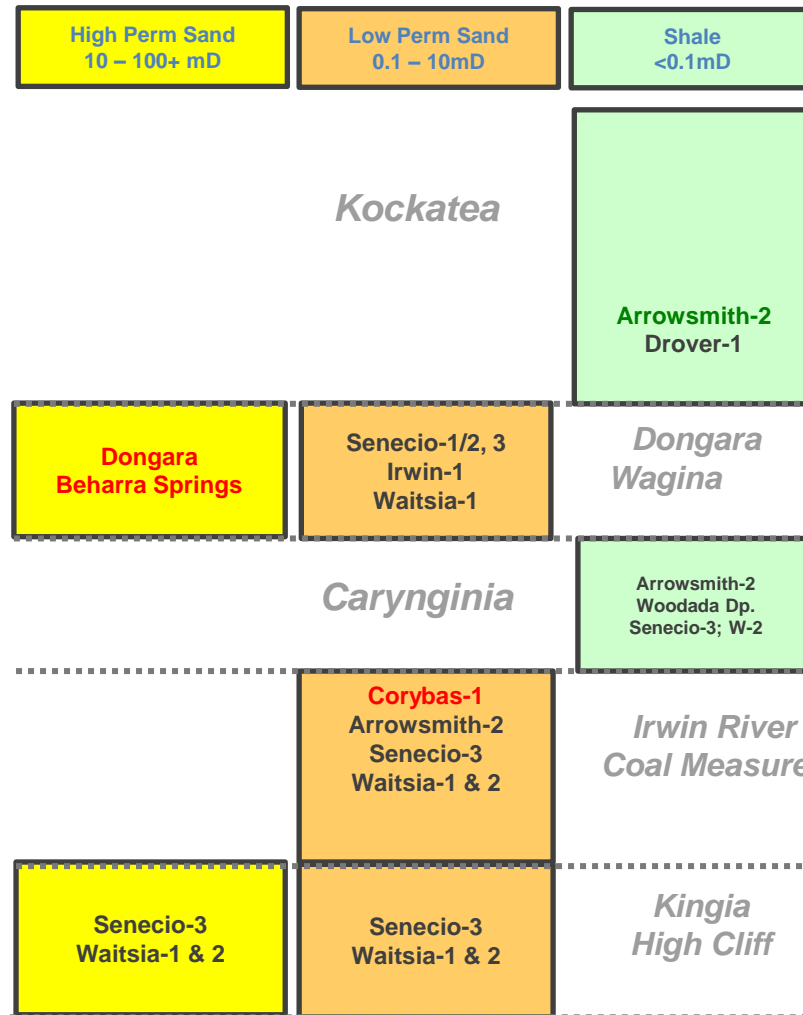 High Perm Sand
10 – 100+ mD
Low Perm Sand
0.1 – 10mD
Shale
<0.1mD
Kockatea
Arrowsmith-2
Drover-1
Dongara
Beharra Springs
Senecio-1/2, 3
Irwin-1
Waitsia-1
Dongara
Wagina
Carynginia
Arrowsmith-2
Woodada Dp.
Senecio-3; W-2
Corybas-1
Arrowsmith-2
Senecio-3
Waitsia-1 & 2
Irwin River
Coal Measure
Senecio-3
Waitsia-1 & 2
Senecio-3
Waitsia-1 & 2
Kingia
High Cliff